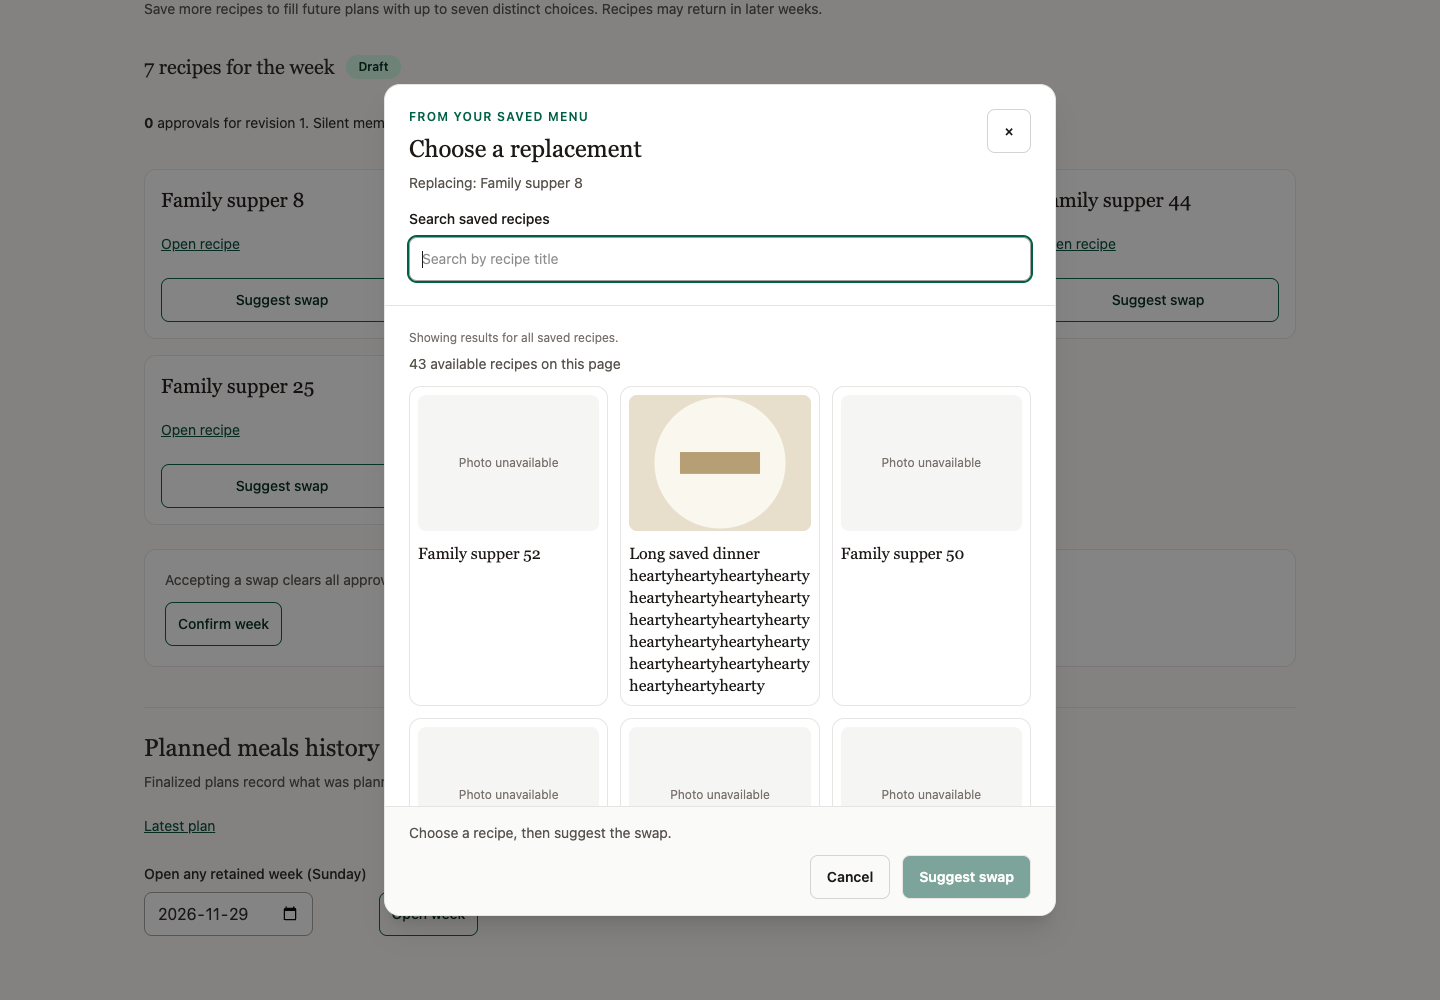 Save more recipes to fill future plans with up to seven distinct choices. Recipes may return in later weeks.
7 recipes for the week
Draft
0 approvals for revision 1. Silent
Family supper 8
Open recipe
Suggest swap
Family supper 44
Open recipe
Suggest swap
Family supper 25
Open recipe
Suggest swap
Accepting a swap clears all
Confirm week
Planned meals history
Finalized plans record what was
Latest plan
Open any retained week (Sunday)
2026-11-29
Open week
FROM YOUR SAVED MENU
Choose a replacement
×
Replacing: Family supper 8
Search saved recipes
Search by recipe title
Showing results for all saved recipes.
43 available recipes on this page
Photo unavailable
Family supper 52
Long saved dinner
heartyheartyheartyhearty
heartyheartyheartyhearty
heartyheartyheartyhearty
heartyheartyheartyhearty
heartyheartyheartyhearty
heartyheartyhearty
Photo unavailable
Family supper 50
Photo unavailable
Photo unavailable
Photo unavailable
Choose a recipe, then suggest the swap.
Cancel
Suggest swap